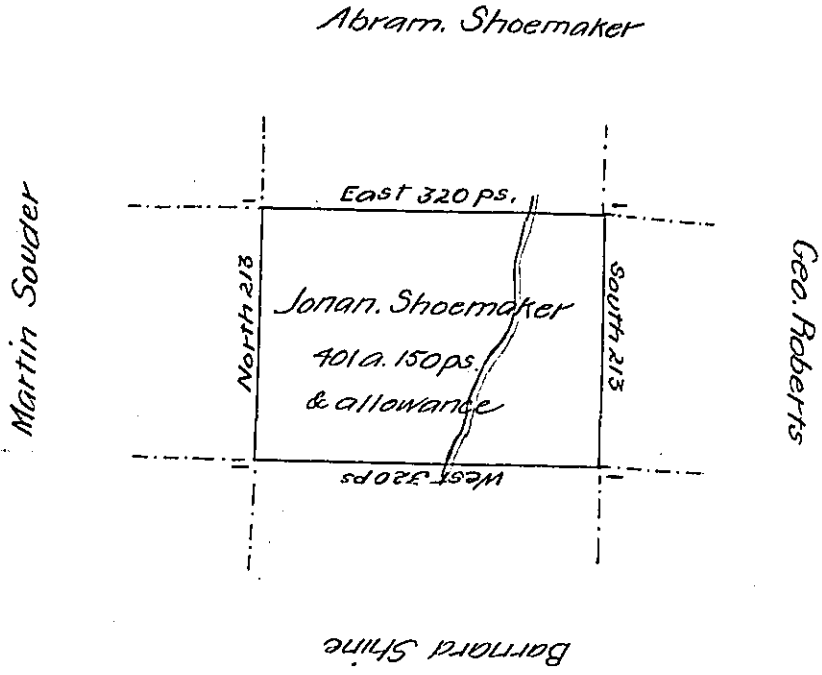 Abram. Shoemaker
East 320 ps.
Martin Souder
North 213
Jonan. Shoemaker
401 a. 150 ps.
& allowance
South 213
Geo. Roberts
West 320 ps
Barnard Shine